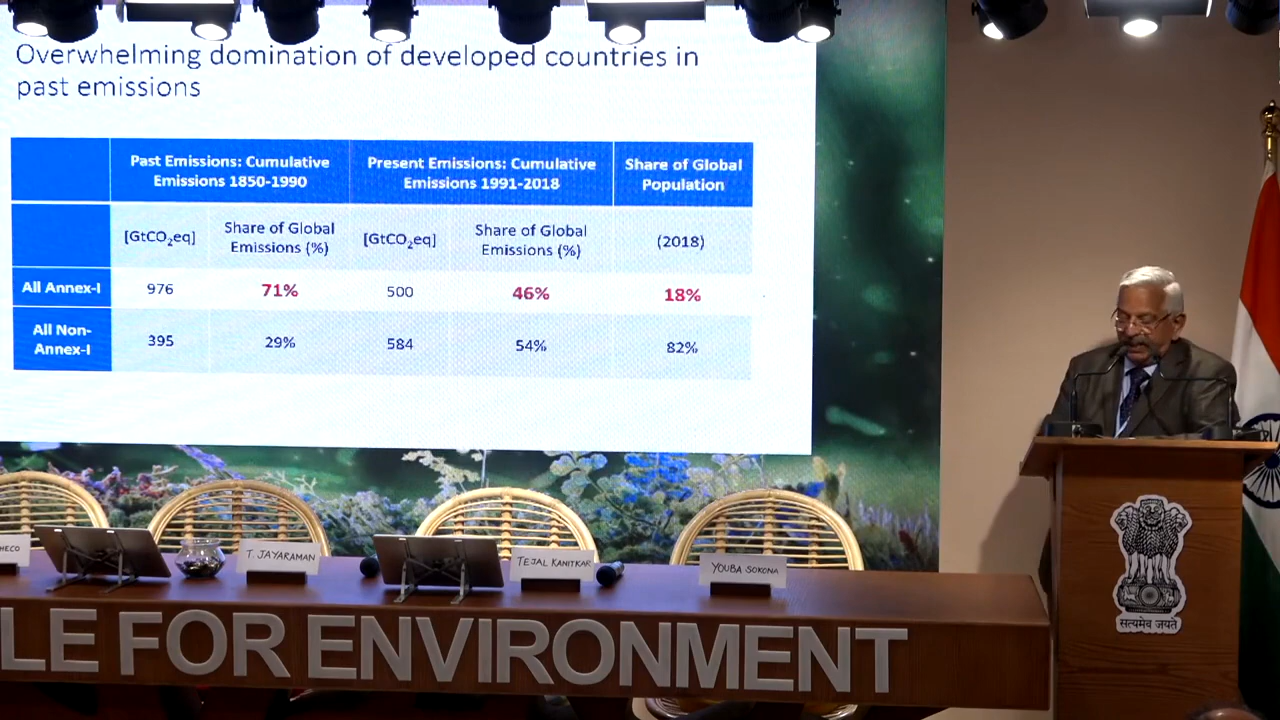 Overwhelming domination of developed countries in
past emissions
Past Emissions: Cumulative
Emissions 1850-1990
Present Emissions: Cumulative
Emissions 1991-2018
Share of Global
Population
[GtCO₂eq]
Share of Global
Emissions (%)
[GtCO₂eq]
Share of Global
Emissions (%)
(2018)
All Annex-I
976
71%
500
46%
18%
All Non-
Annex-I
395
29%
584
54%
82%
HECO
T. JAYARAMAN
TEJAL KANITKAR
YOUBA SOKONA
LE FOR ENVIRONMENT
सत्यमेव जयते